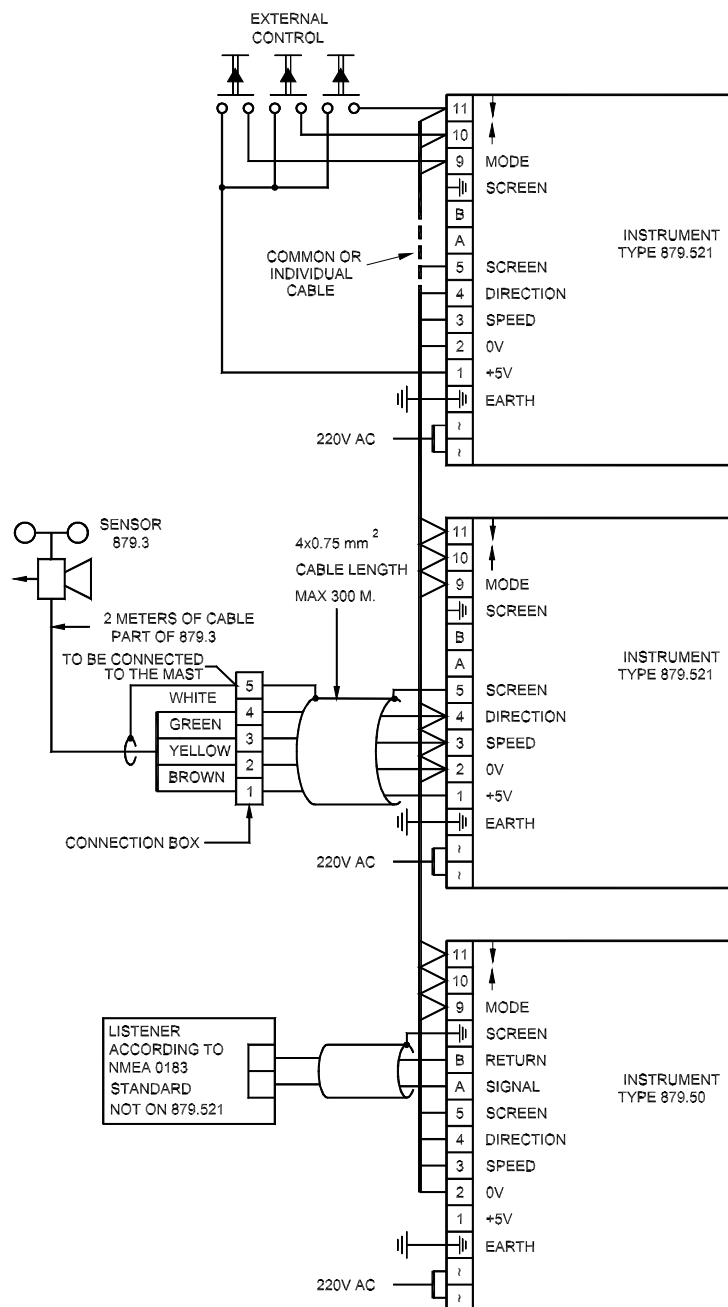 EXTERNAL
CONTROL
11
10
9 MODE
SCREEN
B
A
5 SCREEN
4 DIRECTION
3 SPEED
2 0V
1 +5V
EARTH
~
~
INSTRUMENT
TYPE 879.521
COMMON OR
INDIVIDUAL
CABLE
220V AC
SENSOR
879.3
2 METERS OF CABLE
PART OF 879.3
TO BE CONNECTED
TO THE MAST
WHITE
GREEN
YELLOW
BROWN
5
4
3
2
1
CONNECTION BOX
4x0.75 mm 2
CABLE LENGTH
MAX 300 M.
11
10
9 MODE
SCREEN
B
A
5 SCREEN
4 DIRECTION
3 SPEED
2 0V
1 +5V
EARTH
~
~
INSTRUMENT
TYPE 879.521
220V AC
LISTENER
ACCORDING TO
NMEA 0183
STANDARD
NOT ON 879.521
11
10
9 MODE
SCREEN
B RETURN
A SIGNAL
5 SCREEN
4 DIRECTION
3 SPEED
2 0V
1 +5V
EARTH
~
~
INSTRUMENT
TYPE 879.50
220V AC